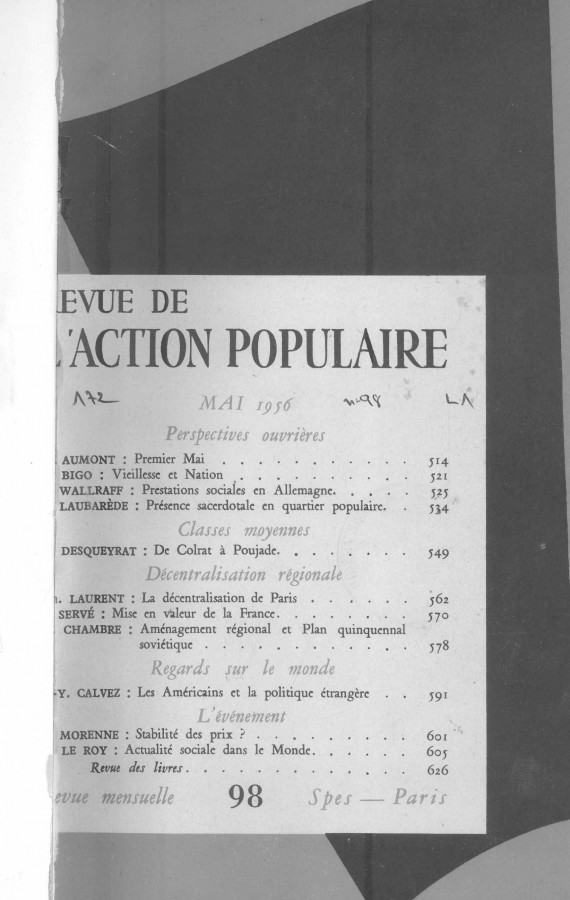 EVUE DE
'ACTION POPULAIRE
172 MAI 1956 n°98
Perspectives ouvrières
AUMONT : Premier Mai . . . . . . . . . . . 514
BIGO : Vieillesse et Nation . . . . . . . . . . 521
WALLRAFF : Prestations sociales en Allemagne. . . . . 525
LAUBARÈDE : Présence sacerdotale en quartier populaire. . 534
Classes moyennes
DESQUEYRAT : De Colrat à Poujade. . . . . . . . 549
Décentralisation régionale
. LAURENT : La décentralisation de Paris . . . . . . 562
SERVÉ : Mise en valeur de la France. . . . . . . . 570
CHAMBRE : Aménagement régional et Plan quinquennal
soviétique . . . . . . . . . . . . 578
Regards sur le monde
-Y. CALVEZ : Les Américains et la politique étrangère . . 591
L'événement
MORENNE : Stabilité des prix ? . . . . . . . . . 601
LE ROY : Actualité sociale dans le Monde. . . . . . 605
Revue des livres. . . . . . . . . . . . . 626
evue mensuelle 98 Spes — Paris